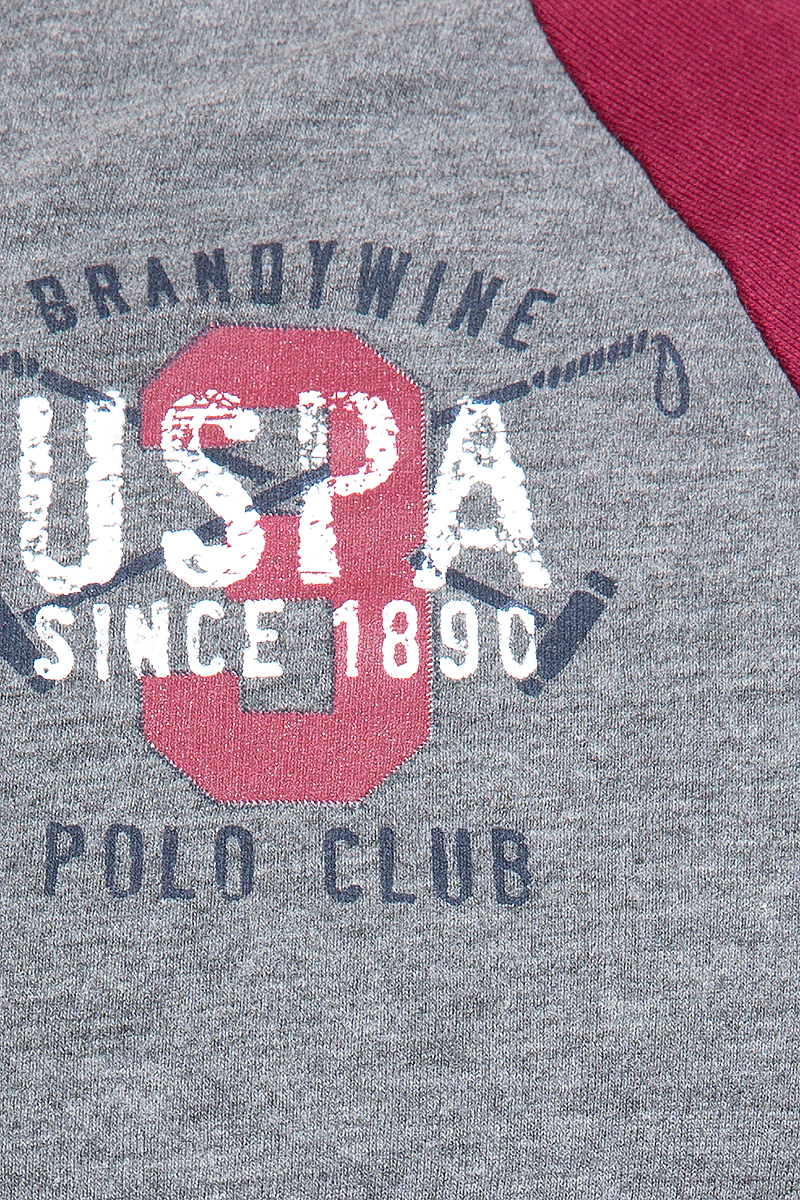 BRANDYWINE
3
USPA
SINCE 1890
POLO CLUB